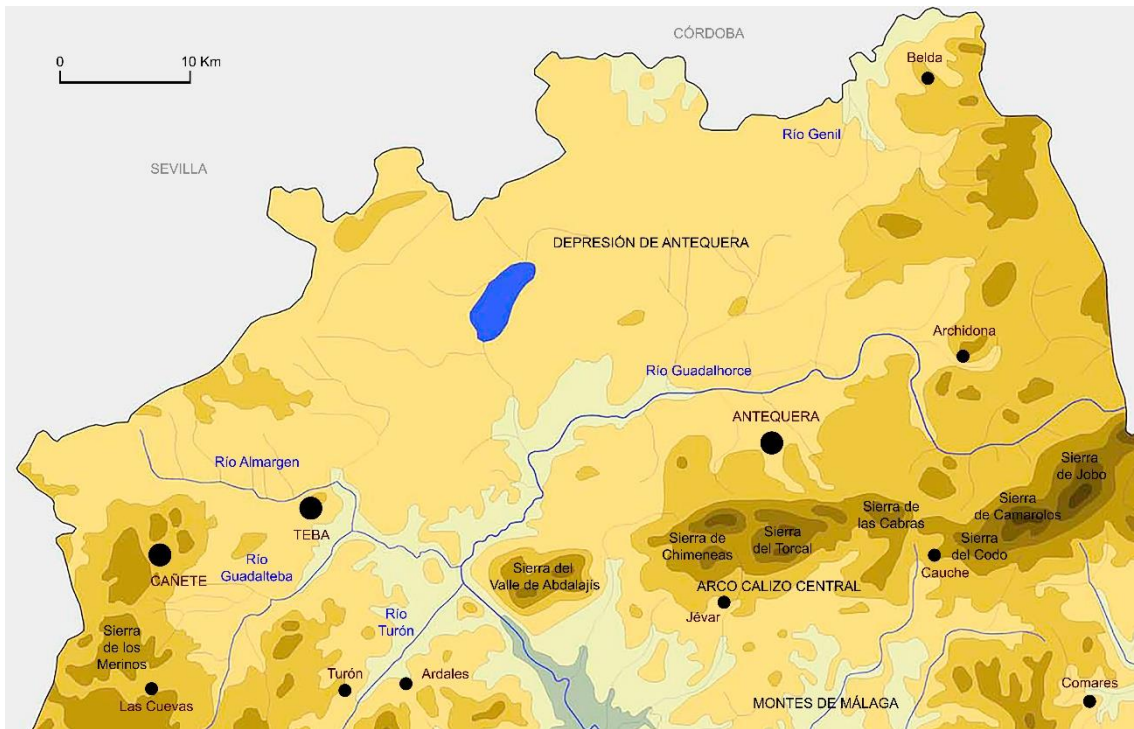 CÓRDOBA
0 10 Km
Belda
Río Genil
SEVILLA
DEPRESIÓN DE ANTEQUERA
Archidona
Río Guadalhorce
ANTEQUERA
Río Almargen
Sierra
de Jobo
Sierra
de Camarolos
Sierra de
las Cabras
TEBA
Sierra de
Chimeneas
Sierra
del Torcal
Sierra
del Codo
CAÑETE
Río
Guadalteba
Sierra del
Valle de Abdalajís
Cauche
ARCO CALIZO CENTRAL
Jévar
Río
Turón
Sierra
de los
Merinos
Turón
Ardales
Comares
Las Cuevas
MONTES DE MÁLAGA